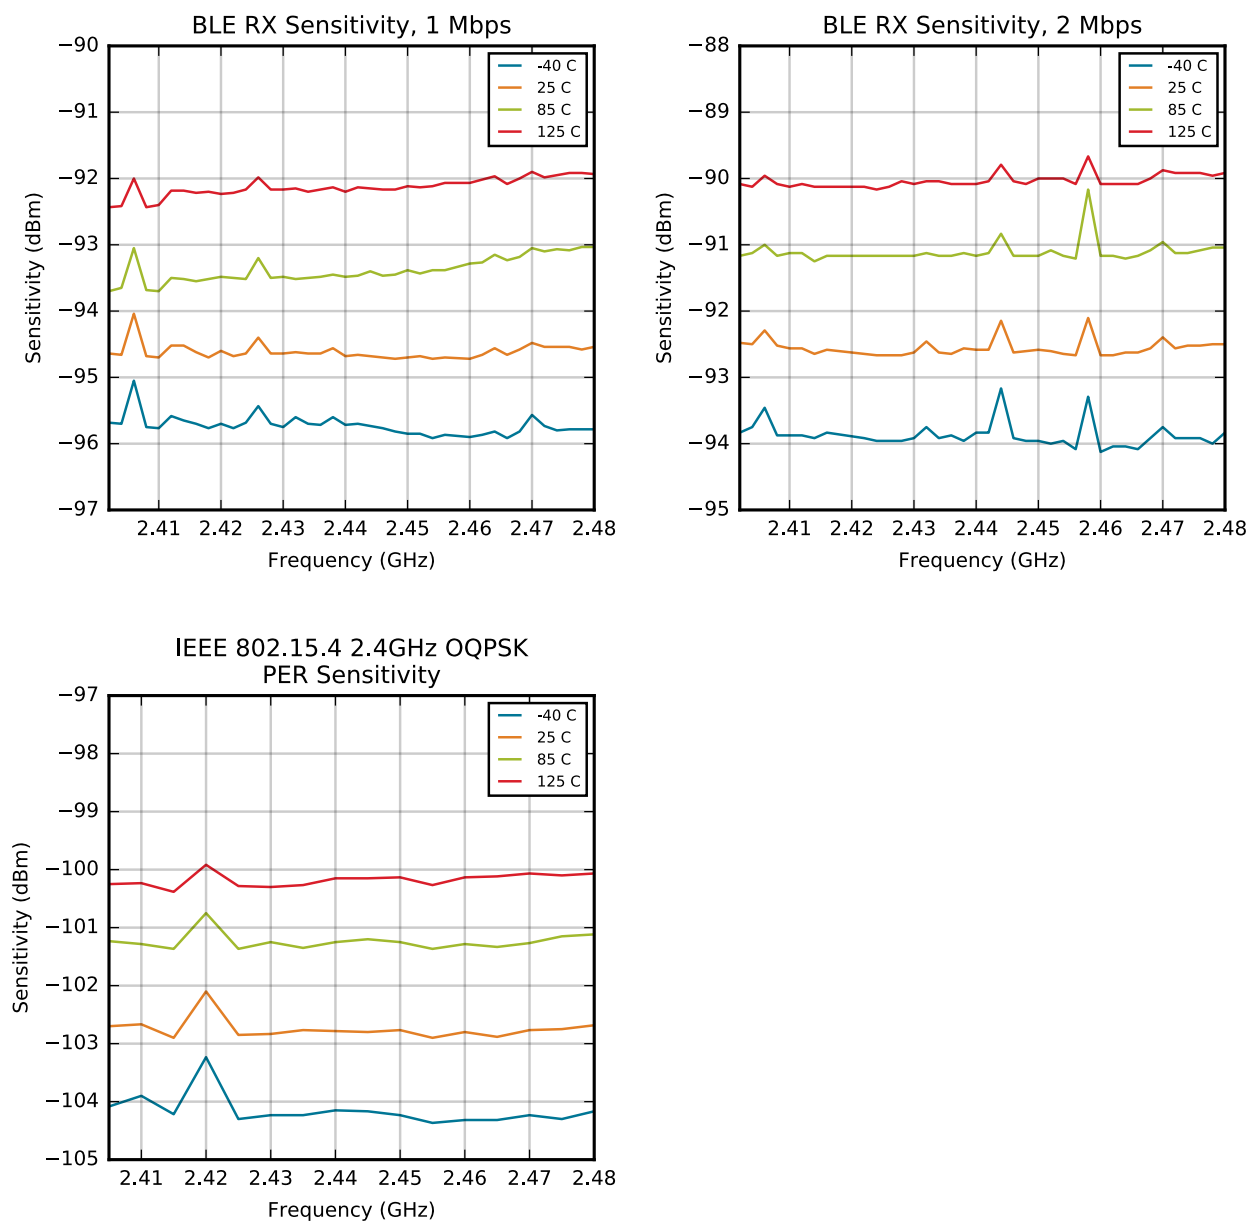 BLE RX Sensitivity, 1 Mbps
−90
−91
−92
−93
−94
−95
−96
−97
Sensitivity (dBm)
-40 C
25 C
85 C
125 C
2.41 2.42 2.43 2.44 2.45 2.46 2.47 2.48
Frequency (GHz)
BLE RX Sensitivity, 2 Mbps
−88
−89
−90
−91
−92
−93
−94
−95
Sensitivity (dBm)
-40 C
25 C
85 C
125 C
2.41 2.42 2.43 2.44 2.45 2.46 2.47 2.48
Frequency (GHz)
IEEE 802.15.4 2.4GHz OQPSK
PER Sensitivity
−97
−98
−99
−100
−101
−102
−103
−104
−105
Sensitivity (dBm)
-40 C
25 C
85 C
125 C
2.41 2.42 2.43 2.44 2.45 2.46 2.47 2.48
Frequency (GHz)